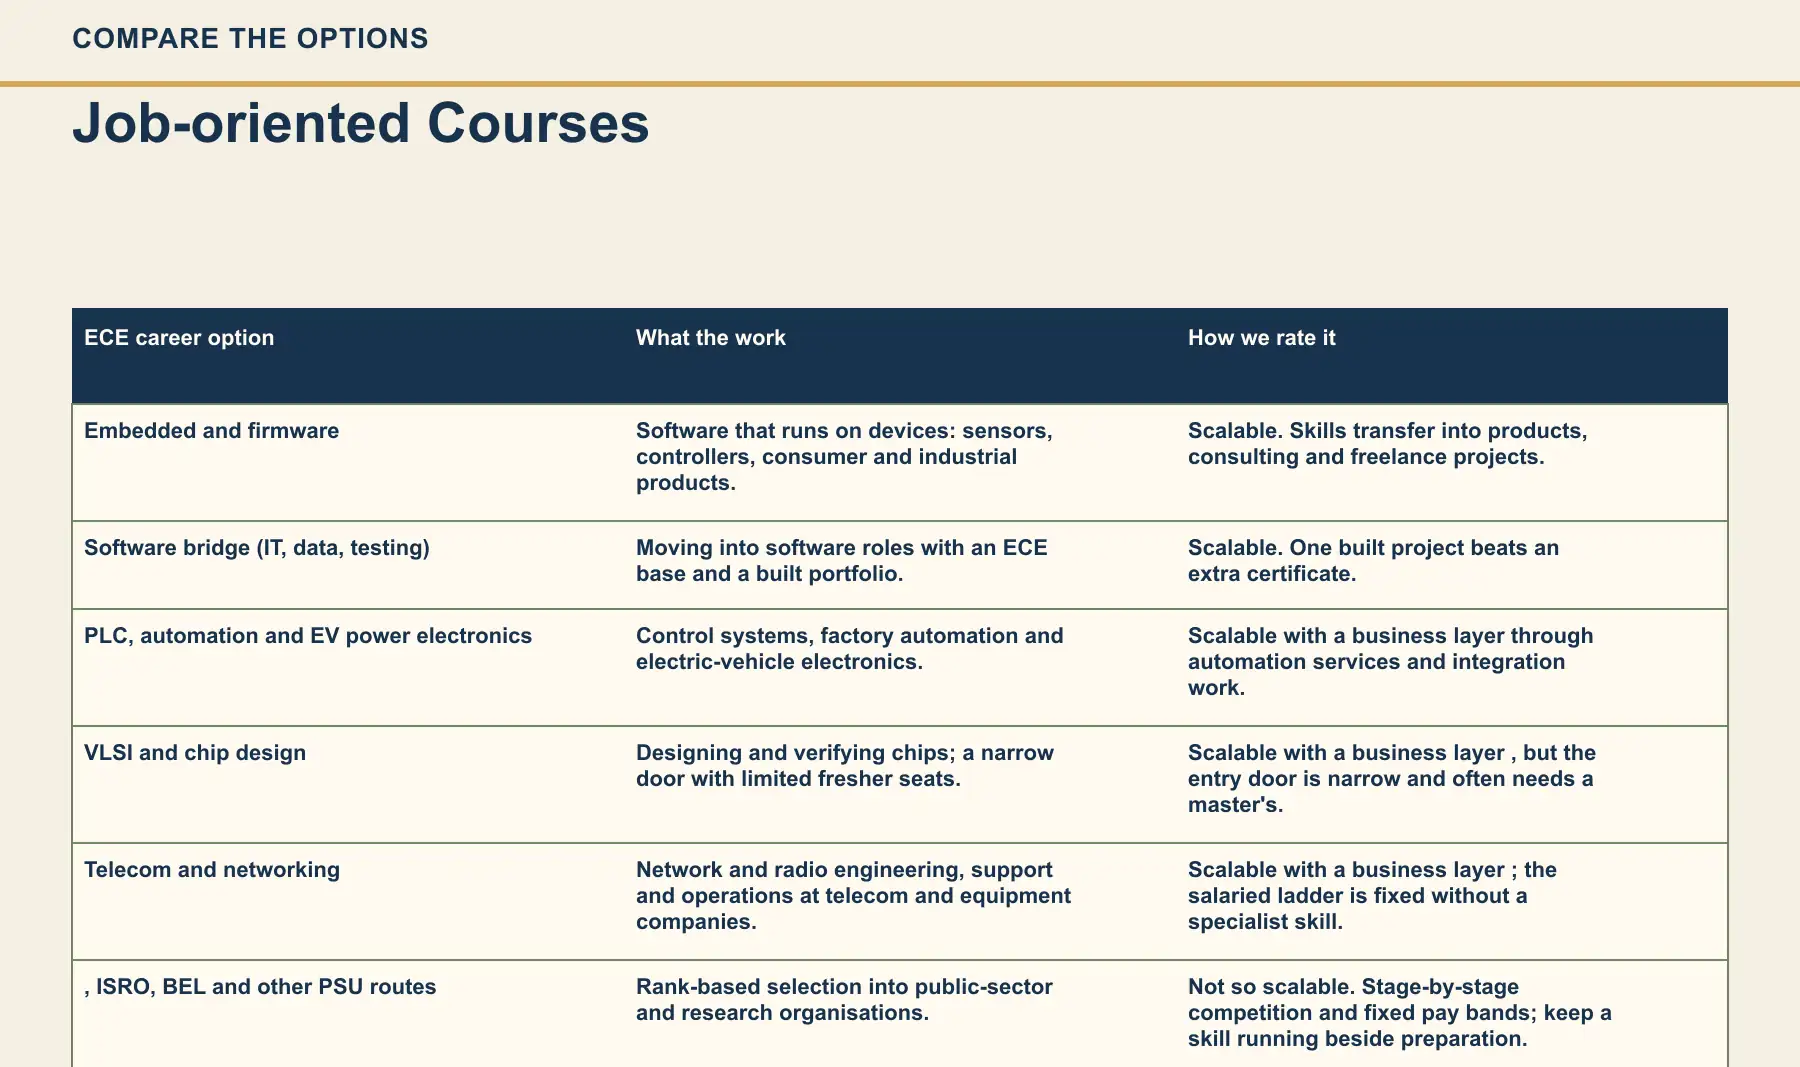 COMPARE THE OPTIONS
Job-oriented Courses
ECE career option
What the work
How we rate it
Embedded and firmware
Software that runs on devices: sensors,
controllers, consumer and industrial
products.
Scalable. Skills transfer into products,
consulting and freelance projects.
Software bridge (IT, data, testing)
Moving into software roles with an ECE
base and a built portfolio.
Scalable. One built project beats an
extra certificate.
PLC, automation and EV power electronics
Control systems, factory automation and
electric-vehicle electronics.
Scalable with a business layer through
automation services and integration
work.
VLSI and chip design
Designing and verifying chips; a narrow
door with limited fresher seats.
Scalable with a business layer , but the
entry door is narrow and often needs a
master's.
Telecom and networking
Network and radio engineering, support
and operations at telecom and equipment
companies.
Scalable with a business layer ; the
salaried ladder is fixed without a
specialist skill.
, ISRO, BEL and other PSU routes
Rank-based selection into public-sector
and research organisations.
Not so scalable. Stage-by-stage
competition and fixed pay bands; keep a
skill running beside preparation.